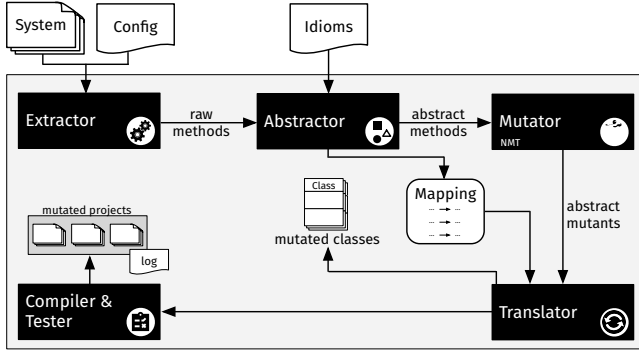 System
Config
Idioms
Extractor
raw
methods
Abstractor
abstract
methods
Mutator
NMT
Mapping
... ...
... ...
... ...
abstract
mutants
Class
mutated classes
mutated projects
log
Compiler &
Tester
Translator